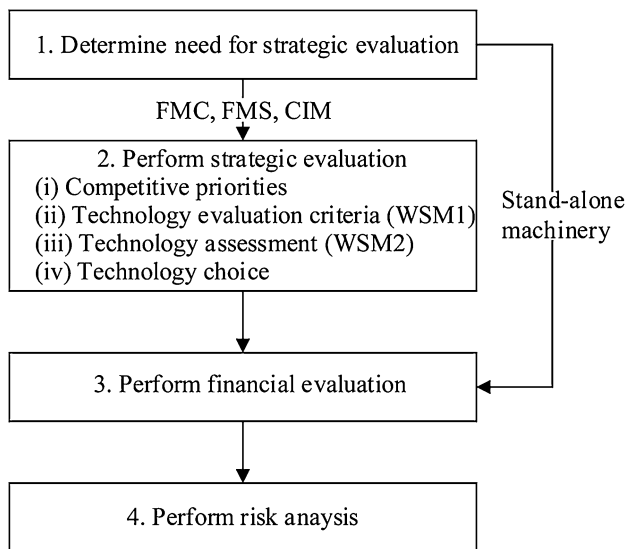 1. Determine need for strategic evaluation
FMC, FMS, CIM
2. Perform strategic evaluation
(i) Competitive priorities
(ii) Technology evaluation criteria (WSM1)
(iii) Technology assessment (WSM2)
(iv) Technology choice
Stand-alone
machinery
3. Perform financial evaluation
4. Perform risk anaysis